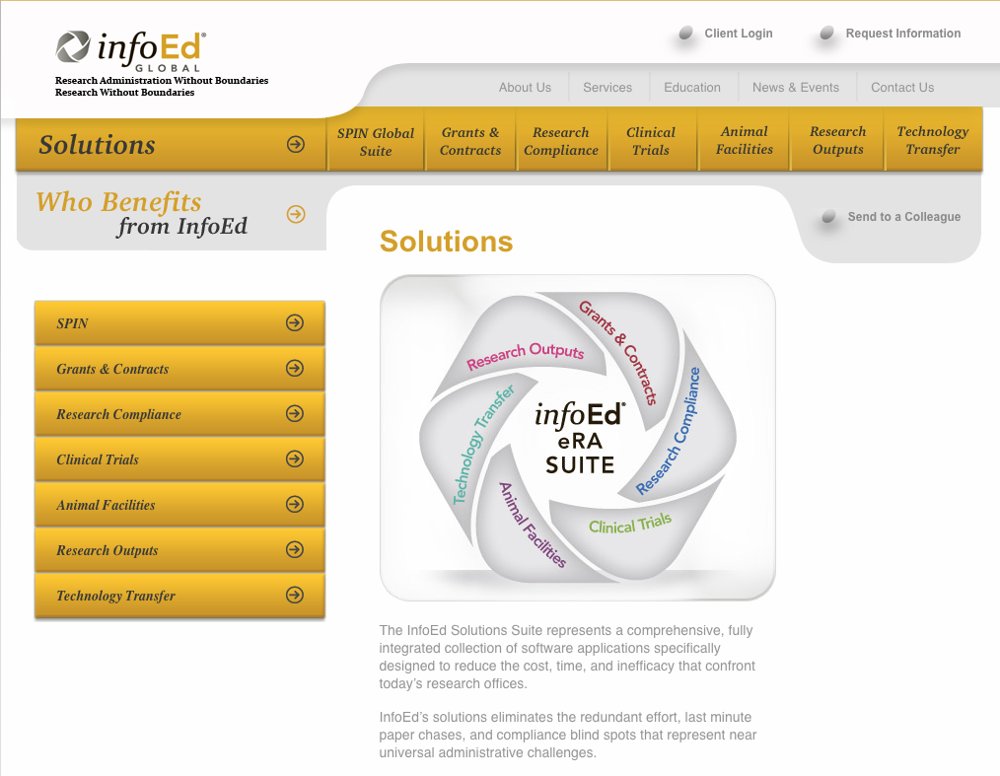 infoEd®
GLOBAL
Research Administration Without Boundaries
Research Without Boundaries
Client Login
Request Information
About Us
Services
Education
News & Events
Contact Us
Solutions
SPIN Global
Suite
Grants &
Contracts
Research
Compliance
Clinical
Trials
Animal
Facilities
Research
Outputs
Technology
Transfer
Who Benefits
from InfoEd
Send to a Colleague
Solutions
SPIN
Grants & Contracts
Research Compliance
Clinical Trials
Animal Facilities
Research Outputs
Technology Transfer
Research Outputs
Grants & Contracts
Research Compliance
Clinical Trials
Animal Facilities
Technology Transfer
infoEd®
eRA
SUITE
The InfoEd Solutions Suite represents a comprehensive, fully
integrated collection of software applications specifically
designed to reduce the cost, time, and inefficacy that confront
today’s research offices.
InfoEd’s solutions eliminates the redundant effort, last minute
paper chases, and compliance blind spots that represent near
universal administrative challenges.